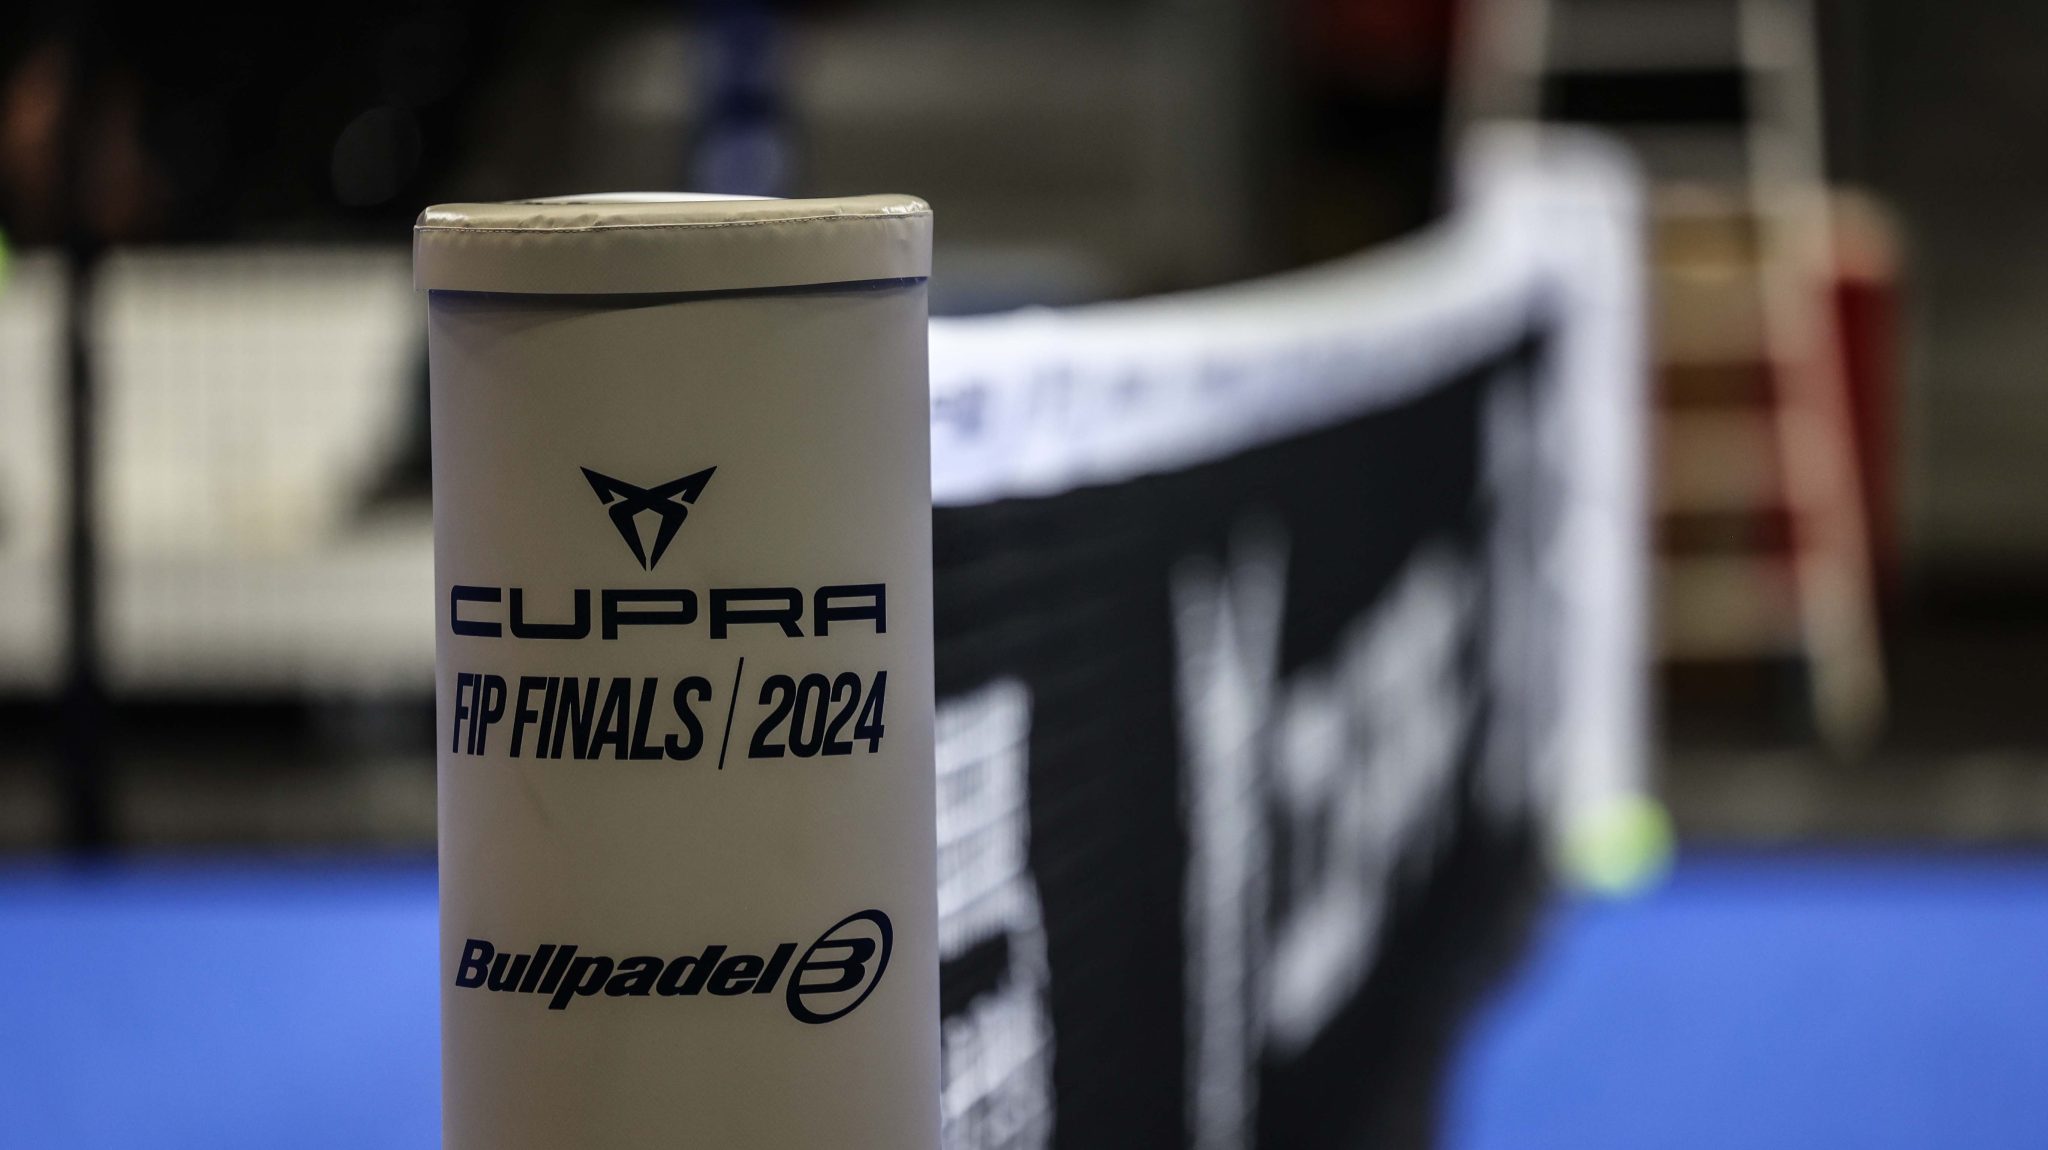 CUPRA
FIP FINALS / 2024
Bullpadel B